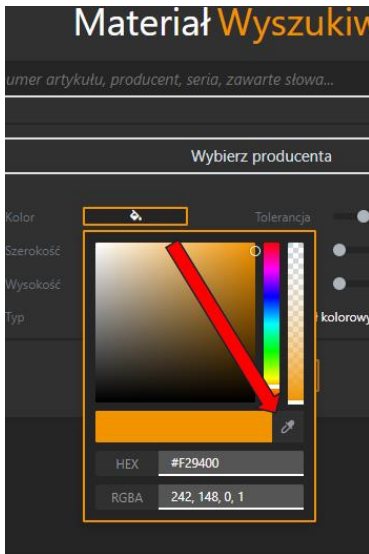 Materiał Wyszukiw
umer artykułu, producent, seria, zawarte słowa...
Wybierz producenta
Kolor
Tolerancja
Szerokość
Wysokość
Typ
kolorowy
HEX #F29400
RGBA 242, 148, 0, 1